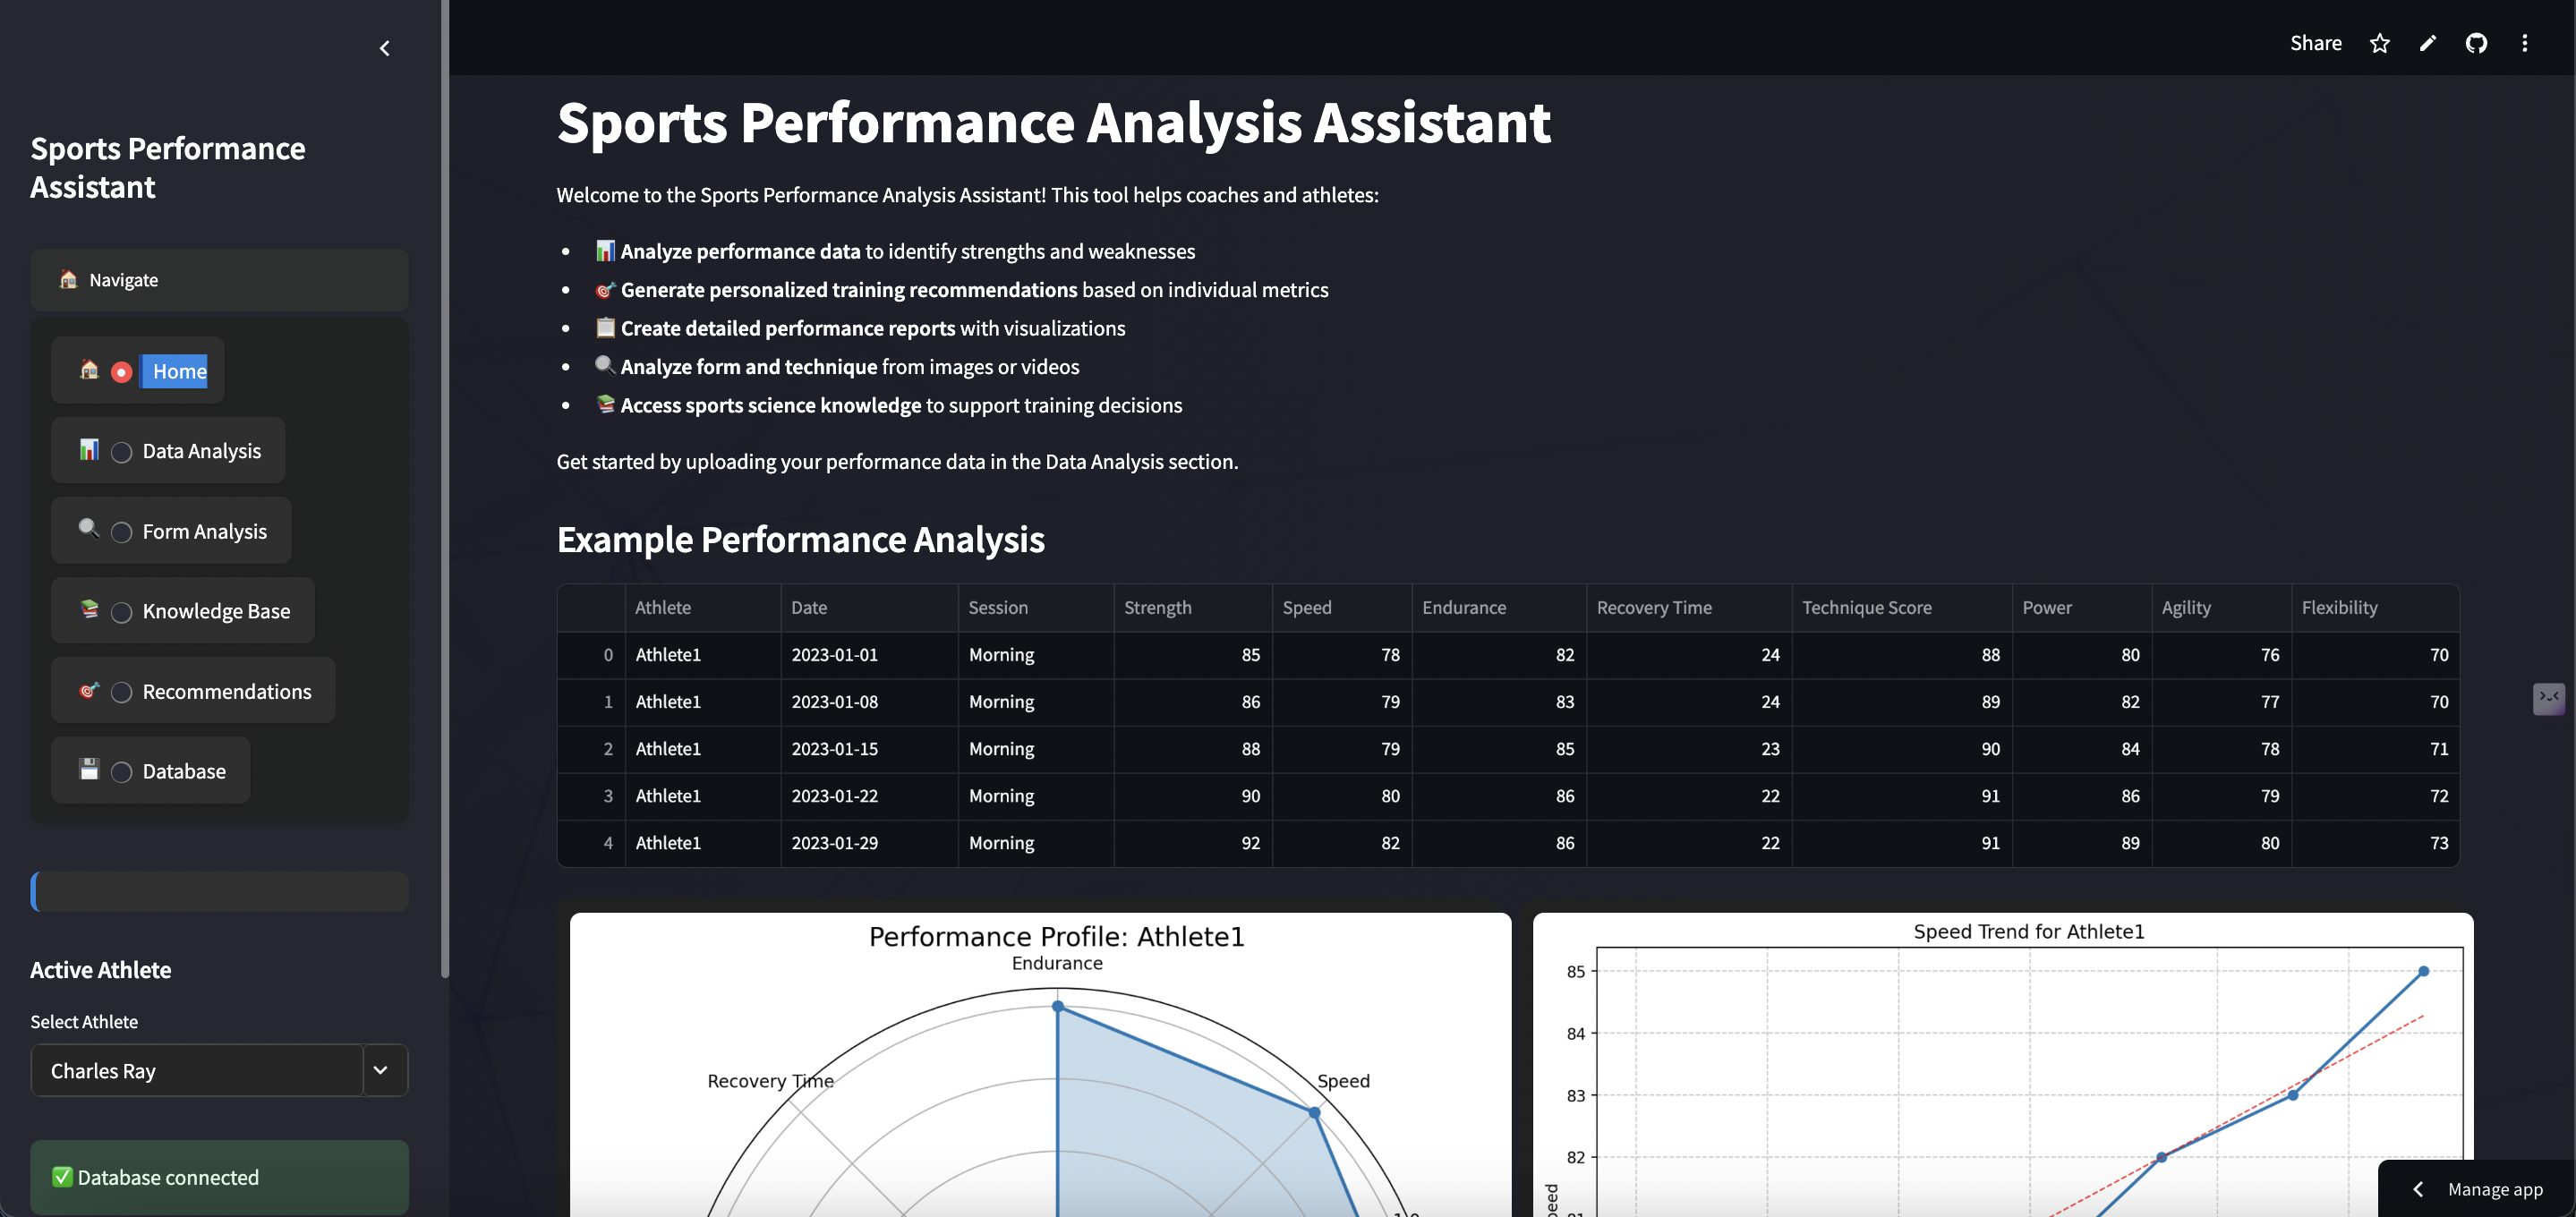 Share
Sports Performance
Assistant
Navigate
Home
Data Analysis
Form Analysis
Knowledge Base
Recommendations
Database
Active Athlete
Select Athlete
Charles Ray
✅ Database connected
Sports Performance Analysis Assistant
Welcome to the Sports Performance Analysis Assistant! This tool helps coaches and athletes:
• 📊 Analyze performance data to identify strengths and weaknesses
• 🎯 Generate personalized training recommendations based on individual metrics
• 📋 Create detailed performance reports with visualizations
• 🔍 Analyze form and technique from images or videos
• 📚 Access sports science knowledge to support training decisions
Get started by uploading your performance data in the Data Analysis section.
Example Performance Analysis
Athlete Date Session Strength Speed Endurance Recovery Time Technique Score Power Agility Flexibility
0 Athlete1 2023-01-01 Morning 85 78 82 24 88 80 76 70
1 Athlete1 2023-01-08 Morning 86 79 83 24 89 82 77 70
2 Athlete1 2023-01-15 Morning 88 79 85 23 90 84 78 71
3 Athlete1 2023-01-22 Morning 90 80 86 22 91 86 79 72
4 Athlete1 2023-01-29 Morning 92 82 86 22 91 89 80 73
Performance Profile: Athlete1
Endurance
Recovery Time
Speed
Speed Trend for Athlete1
85
84
83
82
Manage app